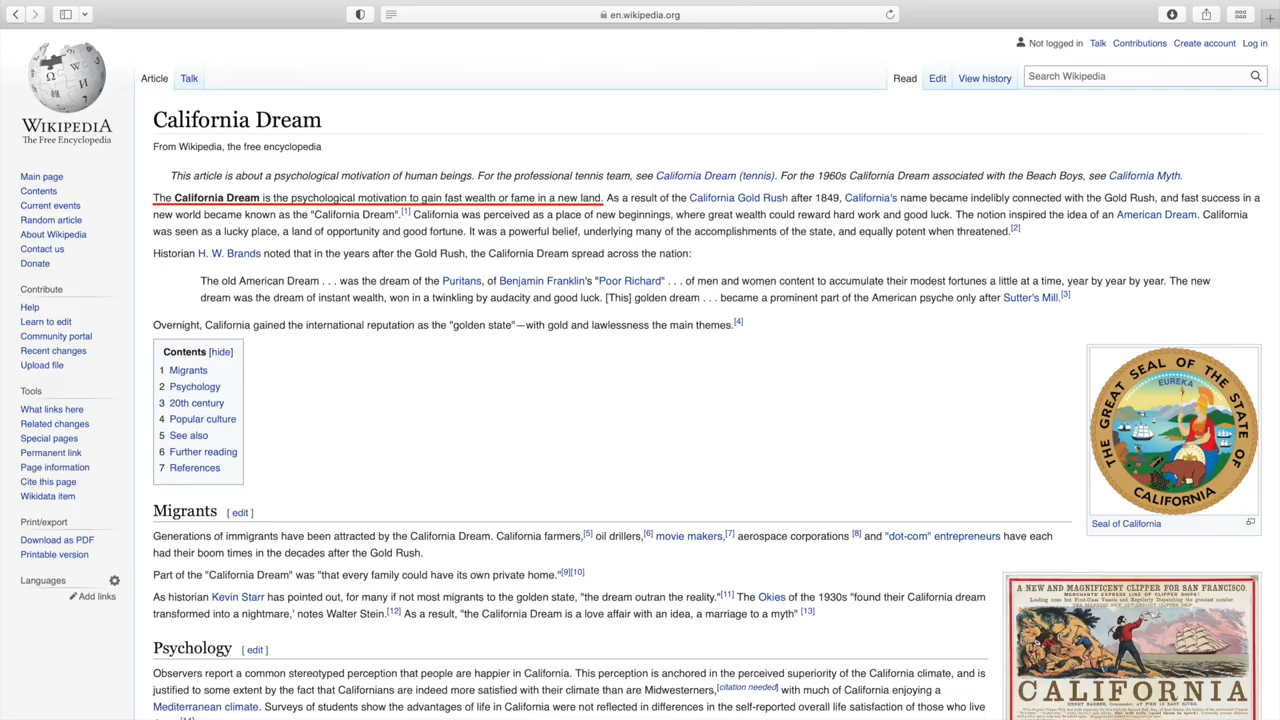 en.wikipedia.org
Not logged in Talk Contributions Create account Log in
Article Talk Read Edit View history Search Wikipedia
WIKIPEDIA
The Free Encyclopedia
Main page
Contents
Current events
Random article
About Wikipedia
Contact us
Donate
Contribute
Help
Learn to edit
Community portal
Recent changes
Upload file
Tools
What links here
Related changes
Special pages
Permanent link
Page information
Cite this page
Wikidata item
Print/export
Download as PDF
Printable version
Languages
Add links
California Dream
From Wikipedia, the free encyclopedia
This article is about a psychological motivation of human beings. For the professional tennis team, see California Dream (tennis). For the 1960s California Dream associated with the Beach Boys, see California Myth.
The California Dream is the psychological motivation to gain fast wealth or fame in a new land. As a result of the California Gold Rush after 1849, California's name became indelibly connected with the Gold Rush, and fast success in a
new world became known as the "California Dream".[1] California was perceived as a place of new beginnings, where great wealth could reward hard work and good luck. The notion inspired the idea of an American Dream. California
was seen as a lucky place, a land of opportunity and good fortune. It was a powerful belief, underlying many of the accomplishments of the state, and equally potent when threatened.[2]
Historian H. W. Brands noted that in the years after the Gold Rush, the California Dream spread across the nation:
The old American Dream . . . was the dream of the Puritans, of Benjamin Franklin's "Poor Richard" . . . of men and women content to accumulate their modest fortunes a little at a time, year by year by year. The new
dream was the dream of instant wealth, won in a twinkling by audacity and good luck. [This] golden dream . . . became a prominent part of the American psyche only after Sutter's Mill.[3]
Overnight, California gained the international reputation as the "golden state"—with gold and lawlessness the main themes.[4]
Contents [hide]
1 Migrants
2 Psychology
3 20th century
4 Popular culture
5 See also
6 Further reading
7 References
THE GREAT SEAL OF THE STATE OF CALIFORNIA
EUREKA
Seal of California
Migrants [ edit ]
Generations of immigrants have been attracted by the California Dream. California farmers,[5] oil drillers,[6] movie makers,[7] aerospace corporations [8] and "dot-com" entrepreneurs have each
had their boom times in the decades after the Gold Rush.
Part of the "California Dream" was "that every family could have its own private home."[9][10]
As historian Kevin Starr has pointed out, for many if not most migrants to the golden state, "the dream outran the reality."[11] The Okies of the 1930s "found their California dream
transformed into a nightmare,' notes Walter Stein.[12] As a result, "the California Dream is a love affair with an idea, a marriage to a myth" [13]
A NEW AND MAGNIFICENT CLIPPER FOR SAN FRANCISCO.
MERCHANTS' EXPRESS LINE OF CLIPPER SHIPS!
CALIFORNIA
Psychology [ edit ]
Observers report a common stereotyped perception that people are happier in California. This perception is anchored in the perceived superiority of the California climate, and is
justified to some extent by the fact that Californians are indeed more satisfied with their climate than are Midwesterners,[citation needed] with much of California enjoying a
Mediterranean climate. Surveys of students show the advantages of life in California were not reflected in differences in the self-reported overall life satisfaction of those who live